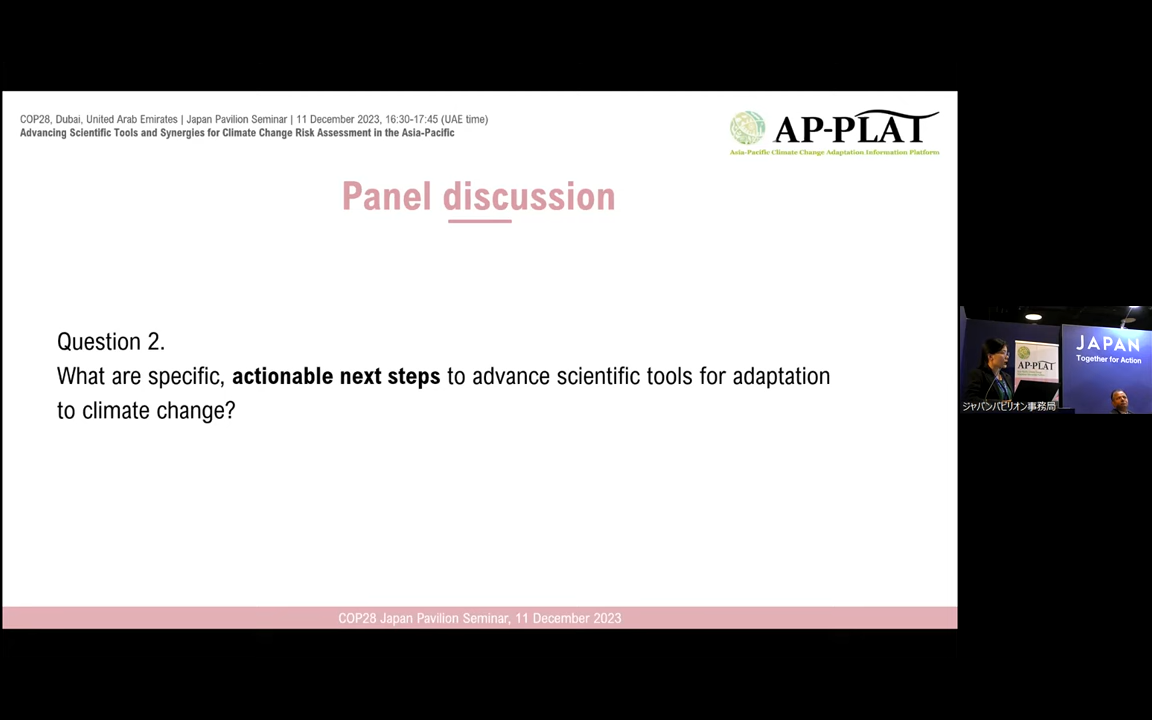 COP28, Dubai, United Arab Emirates | Japan Pavilion Seminar | 11 December 2023, 16:30-17:45 (UAE time)
Advancing Scientific Tools and Synergies for Climate Change Risk Assessment in the Asia-Pacific
AP-PLAT
Asia-Pacific Climate Change Adaptation Information Platform
Panel discussion
Question 2.
What are specific, actionable next steps to advance scientific tools for adaptation
to climate change?
COP28 Japan Pavilion Seminar, 11 December 2023
JAPAN
Together for Action
AP-PLAT
ジャパンパビリオン事務局